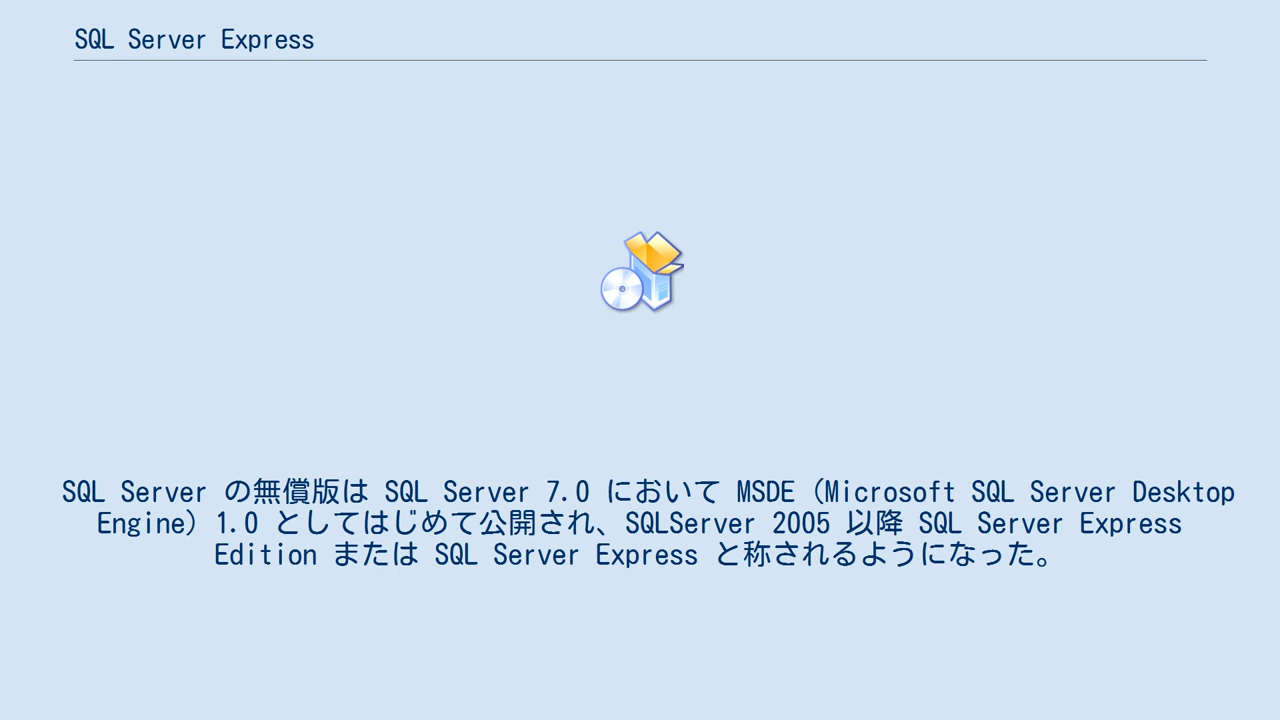 SQL Server Express
SQL Server の無償版は SQL Server 7.0 において MSDE (Microsoft SQL Server Desktop
Engine) 1.0 としてはじめて公開され、SQLServer 2005 以降 SQL Server Express
Edition または SQL Server Express と称されるようになった。